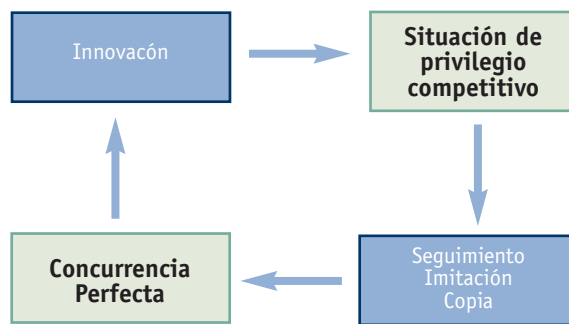 Innovacón
Situación de
privilegio
competitivo
Concurrencia
Perfecta
Seguimiento
Imitación
Copia